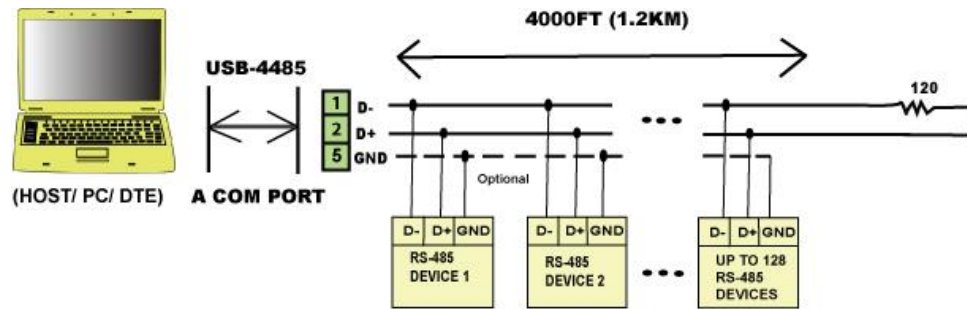 4000FT (1.2KM)
USB-4485
120
1 D-
2 D+
5 GND
Optional
(HOST/ PC/ DTE)
A COM PORT
D- D+ GND
RS-485
DEVICE 1
D- D+ GND
RS-485
DEVICE 2
D- D+ GND
UP TO 128
RS-485
DEVICES